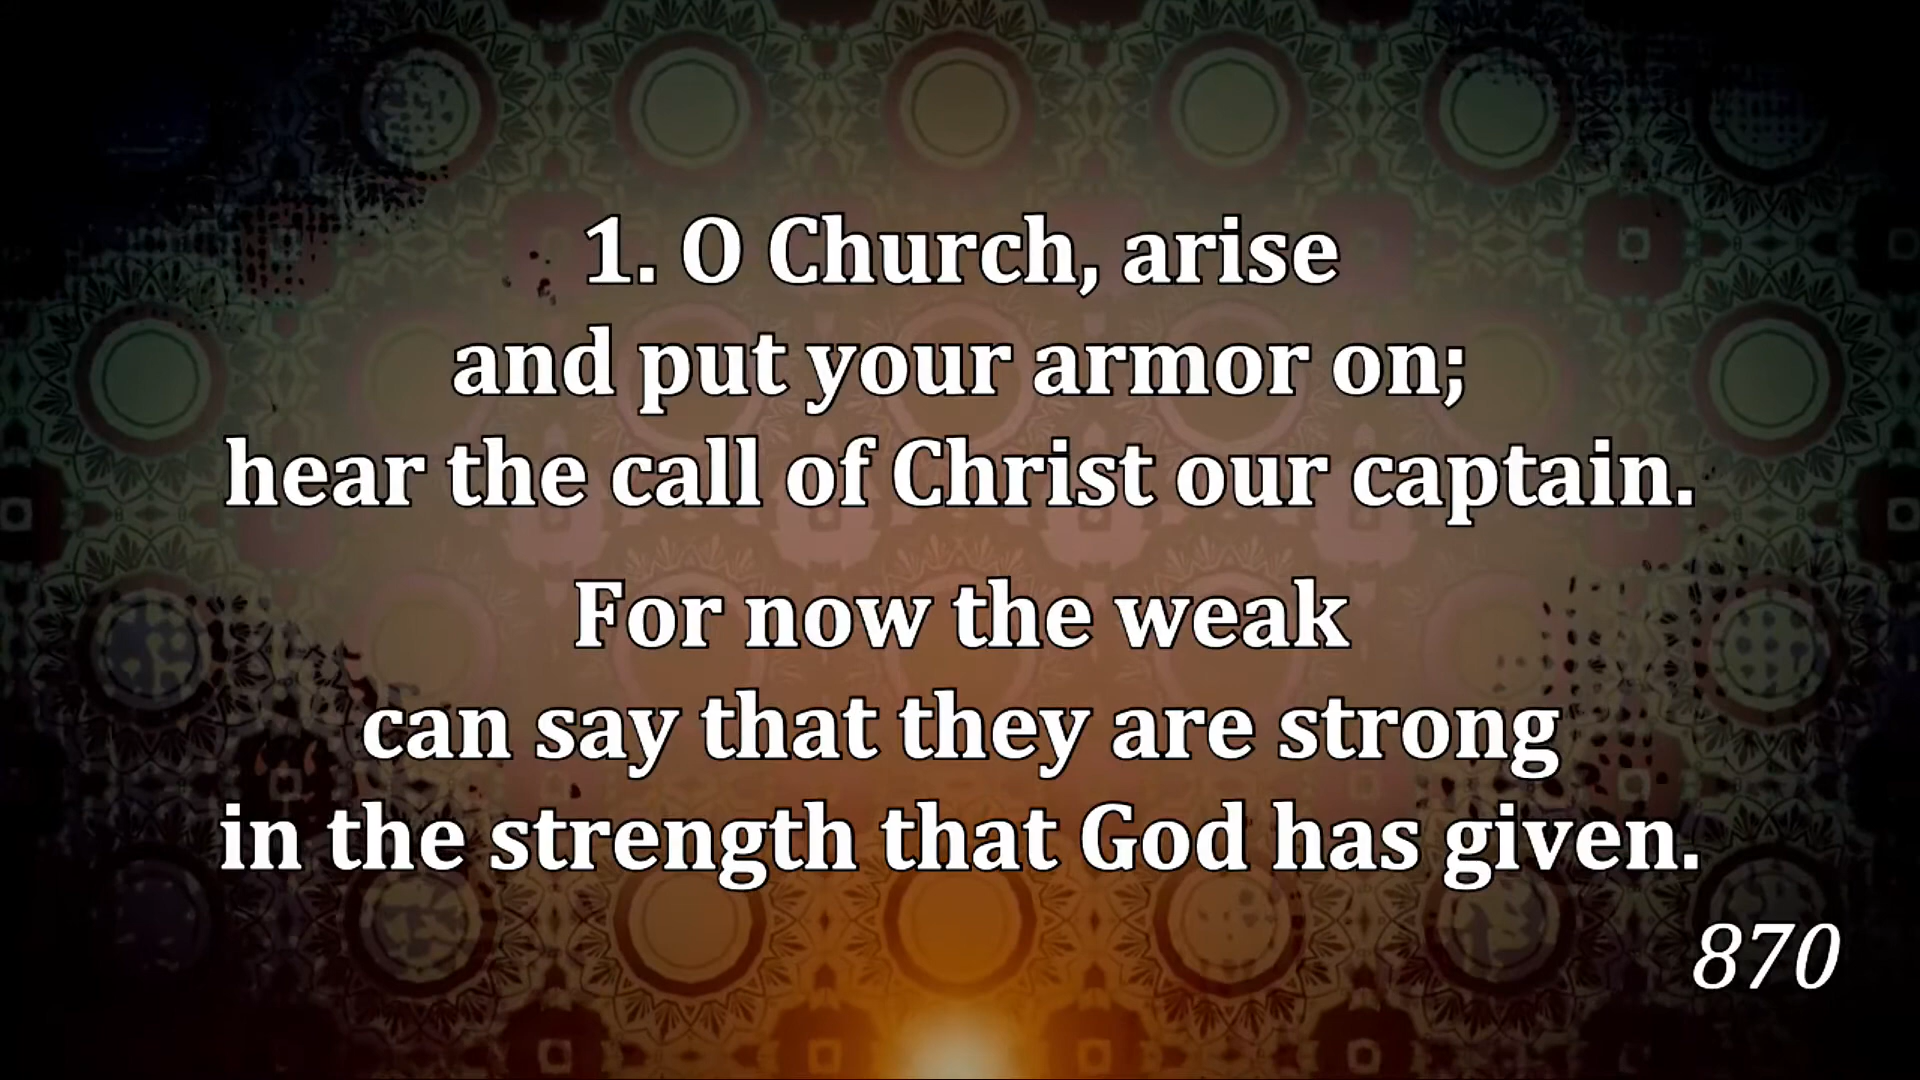 1. O Church, arise
and put your armor on;
hear the call of Christ our captain.
For now the weak
can say that they are strong
in the strength that God has given.
870